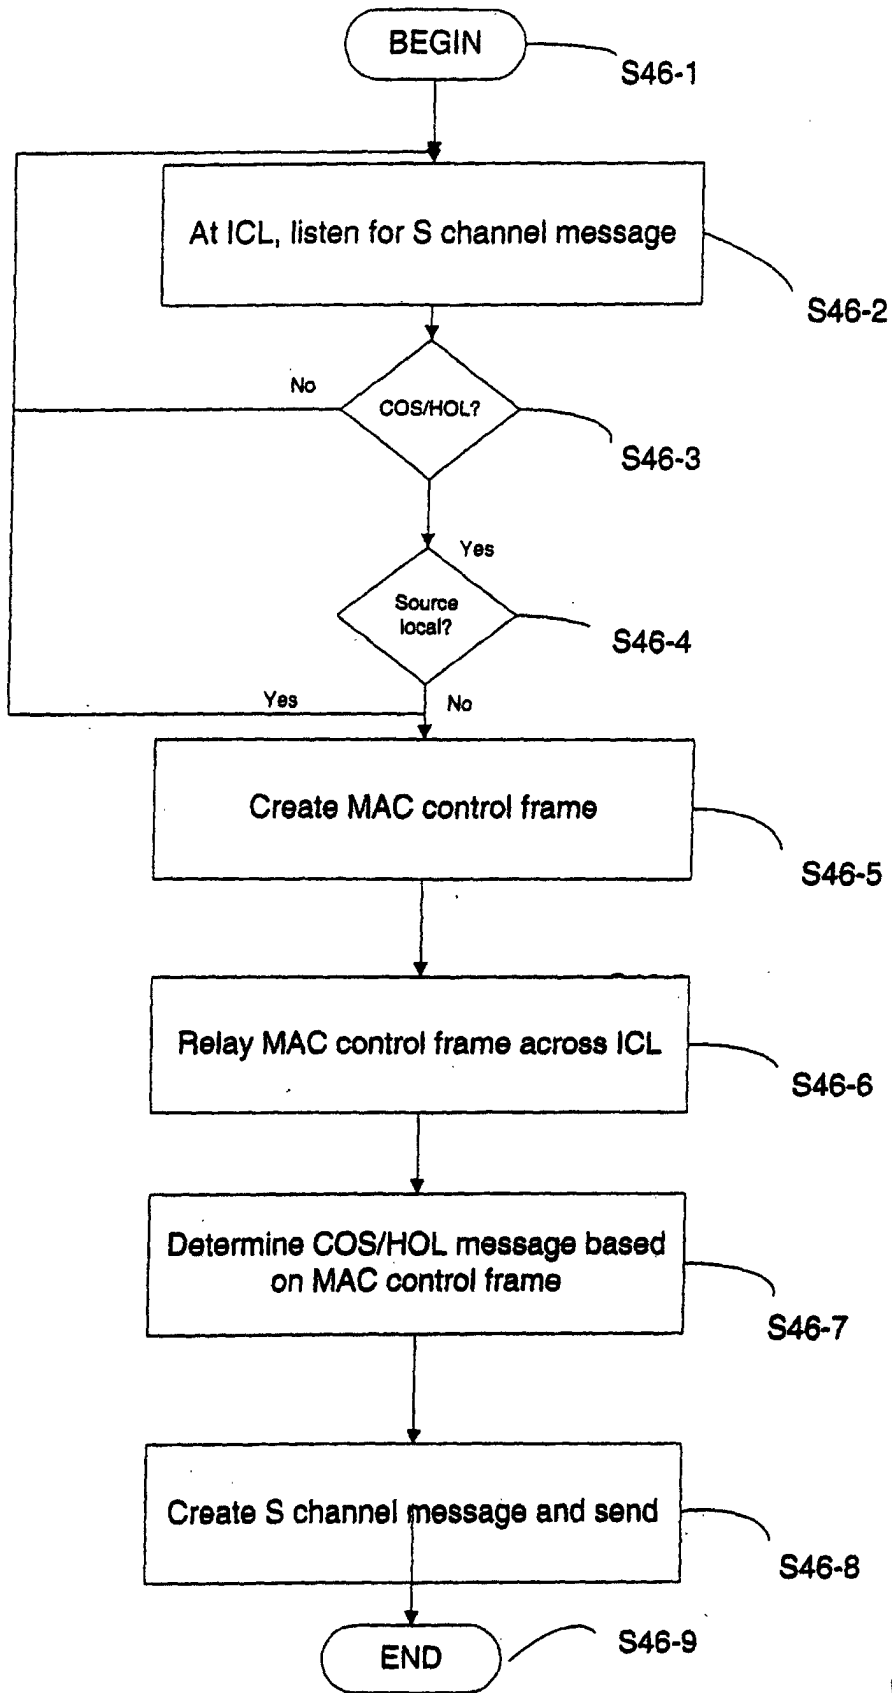 BEGIN
S46-1
At ICL, listen for S channel message
S46-2
No
COS/HOL?
S46-3
Yes
Source
local?
S46-4
Yes
No
Create MAC control frame
S46-5
Relay MAC control frame across ICL
S46-6
Determine COS/HOL message based
on MAC control frame
S46-7
Create S channel message and send
S46-8
END
S46-9